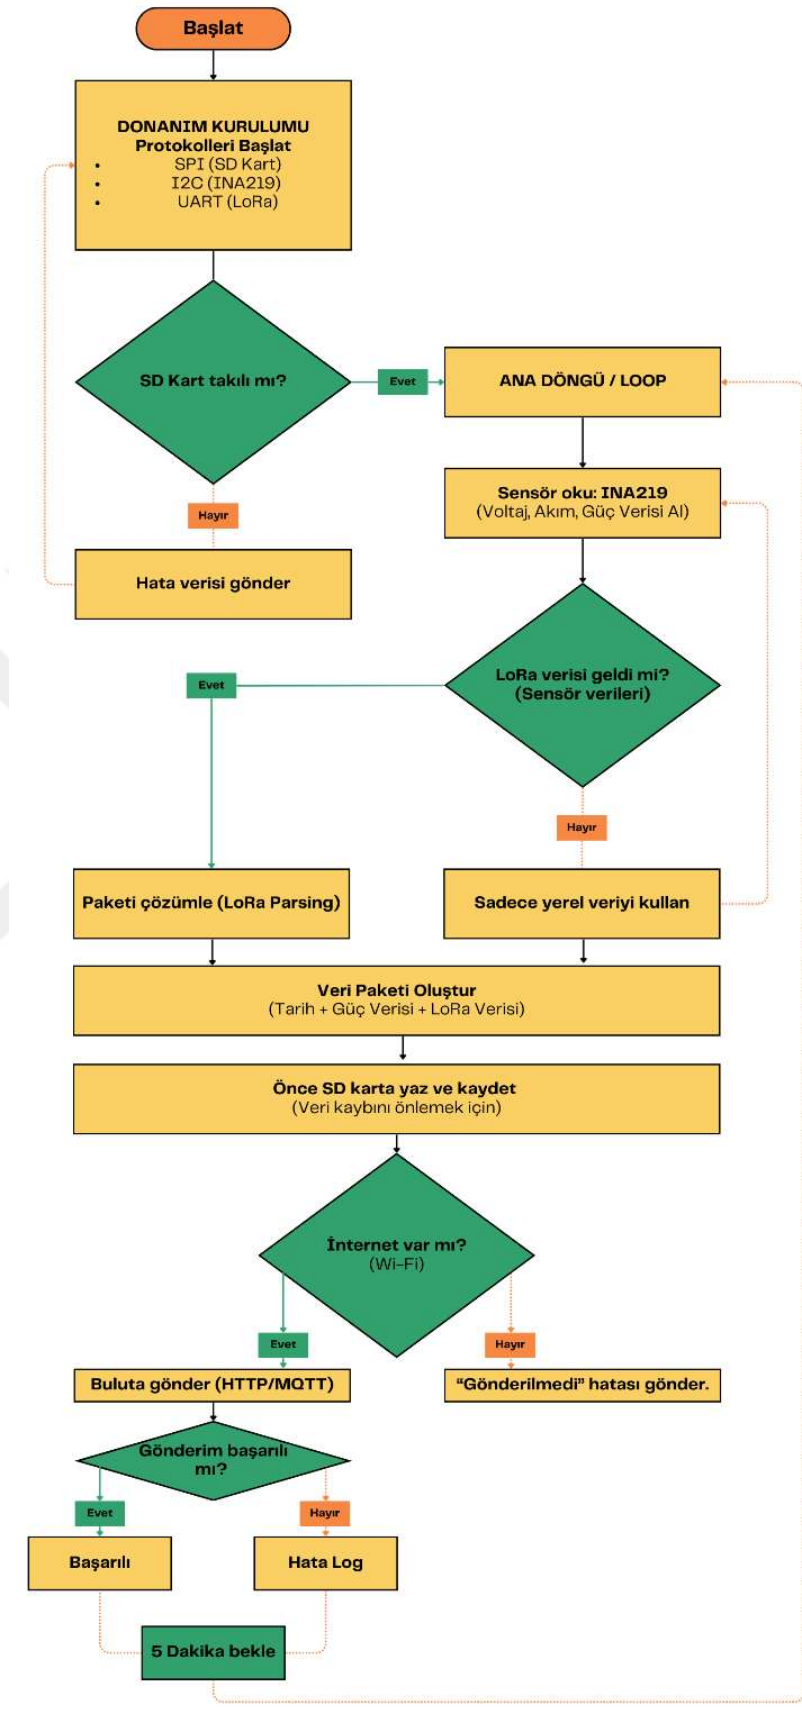 Başlat
DONANIM KURULUMU
Protokolleri Başlat
• SPI (SD Kart)
• I2C (INA219)
• UART (LoRa)
SD Kart takılı mı?
Evet
ANA DÖNGÜ / LOOP
Sensör oku: INA219
(Voltaj, Akım, Güç Verisi Al)
Hayır
Hata verisi gönder
LoRa verisi geldi mi?
(Sensör verileri)
Evet
Hayır
Paketi çözümle (LoRa Parsing)
Sadece yerel veriyi kullan
Veri Paketi Oluştur
(Tarih + Güç Verisi + LoRa Verisi)
Önce SD karta yaz ve kaydet
(Veri kaybını önlemek için)
İnternet var mı?
(Wi-Fi)
Evet
Hayır
Buluta gönder (HTTP/MQTT)
“Gönderilmedi” hatası gönder.
Gönderim başarılı
mı?
Evet
Hayır
Başarılı
Hata Log
5 Dakika bekle